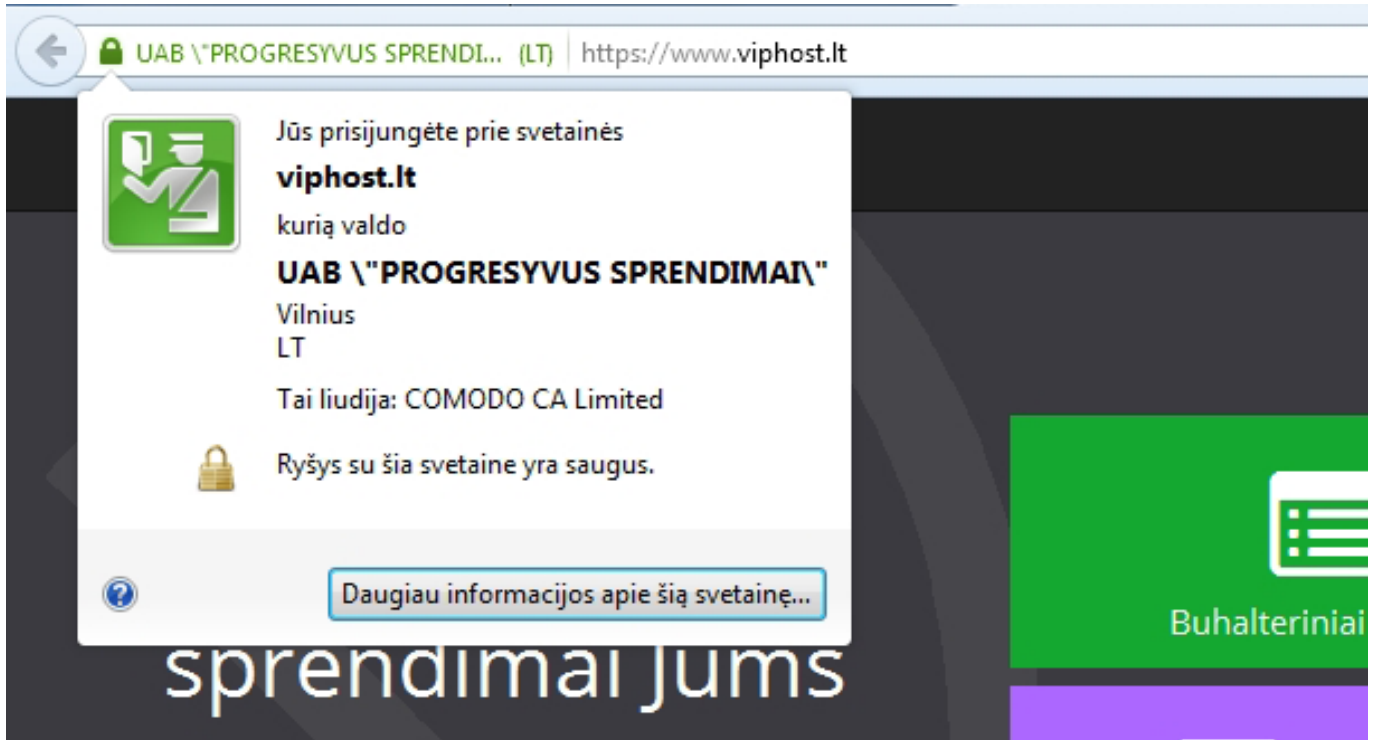 UAB \"PROGRESYVUS SPRENDI... (LT) https://www.viphost.lt
Jūs prisijungėte prie svetainės
viphost.lt
kurią valdo
UAB \"PROGRESYVUS SPRENDIMAI\"
Vilnius
LT
Tai liudija: COMODO CA Limited
Ryšys su šia svetaine yra saugus.
Daugiau informacijos apie šią svetainę...
Buhalteriniai
sprendimai Jums